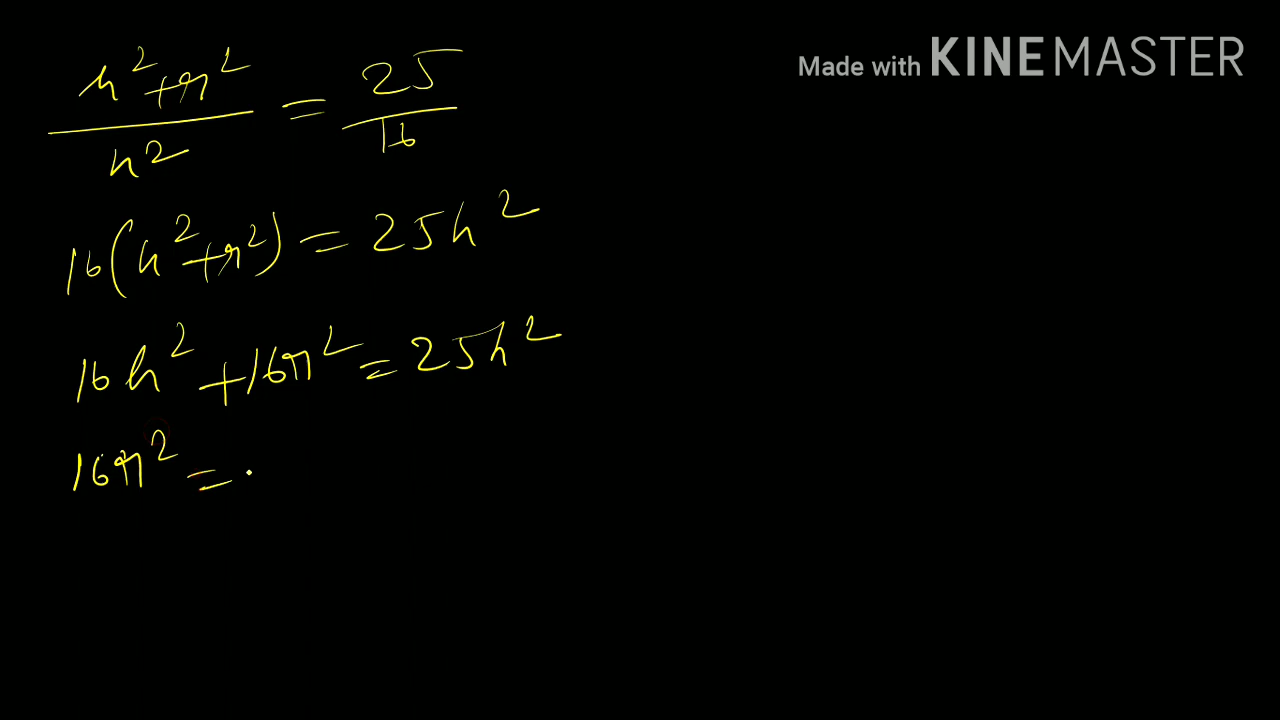 Made with KINEMASTER
(h²+r²)/h² = 25/16
16(h²+r²) = 25h²
16h² + 16r² = 25h²
16r² =